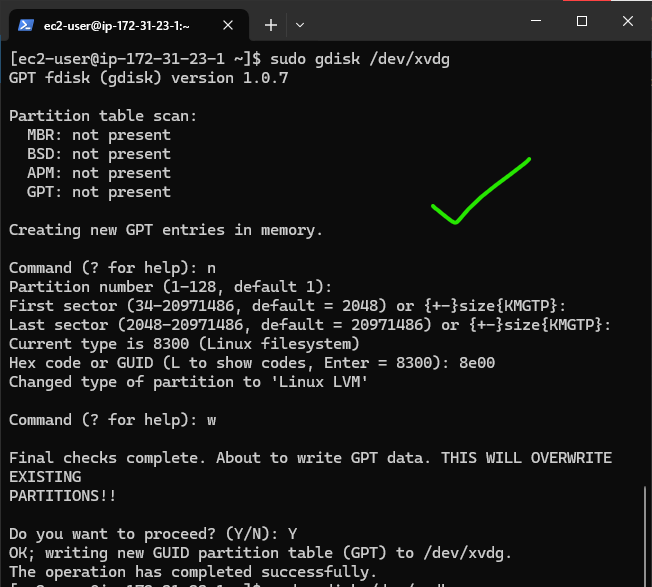 ec2-user@ip-172-31-23-1:~
[ec2-user@ip-172-31-23-1 ~]$ sudo gdisk /dev/xvdg
GPT fdisk (gdisk) version 1.0.7
Partition table scan:
  MBR: not present
  BSD: not present
  APM: not present
  GPT: not present
Creating new GPT entries in memory.
Command (? for help): n
Partition number (1-128, default 1):
First sector (34-20971486, default = 2048) or {+-}size{KMGTP}:
Last sector (2048-20971486, default = 20971486) or {+-}size{KMGTP}:
Current type is 8300 (Linux filesystem)
Hex code or GUID (L to show codes, Enter = 8300): 8e00
Changed type of partition to 'Linux LVM'
Command (? for help): w
Final checks complete. About to write GPT data. THIS WILL OVERWRITE
EXISTING
PARTITIONS!!
Do you want to proceed? (Y/N): Y
OK; writing new GUID partition table (GPT) to /dev/xvdg.
The operation has completed successfully.